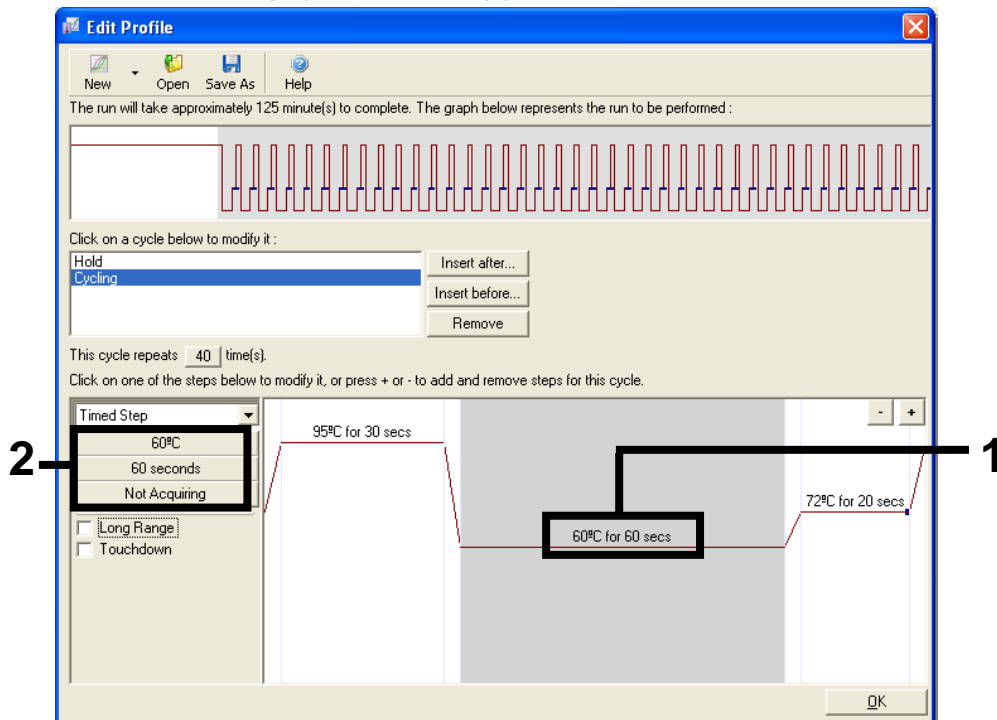 Edit Profile
New Open Save As Help
The run will take approximately 125 minute(s) to complete. The graph below represents the run to be performed :
Click on a cycle below to modify it :
Hold
Cycling
Insert after...
Insert before...
Remove
This cycle repeats 40 time(s).
Click on one of the steps below to modify it, or press + or - to add and remove steps for this cycle.
Timed Step
- +
95ºC for 30 secs
60ºC
60 seconds
Not Acquiring
2
1
72ºC for 20 secs
Long Range
60ºC for 60 secs
Touchdown
OK